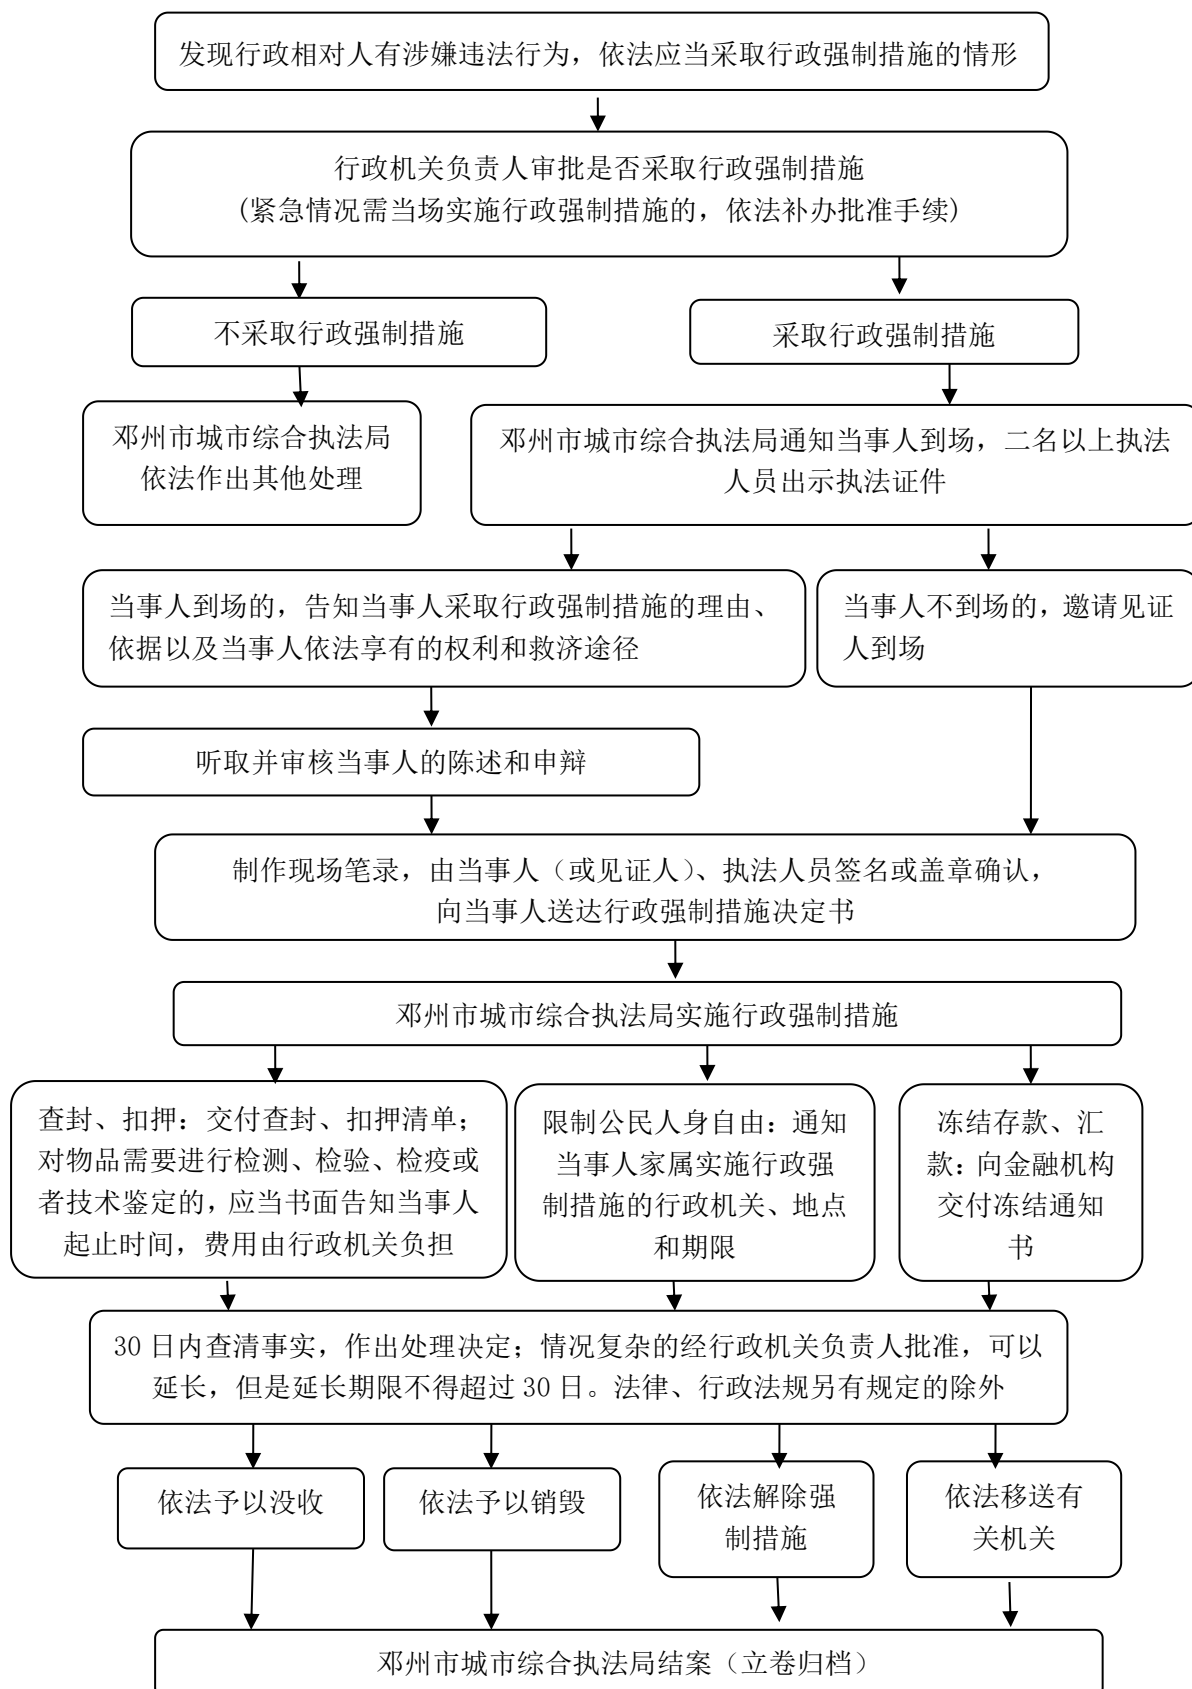 发现行政相对人有涉嫌违法行为，依法应当采取行政强制措施的情形
行政机关负责人审批是否采取行政强制措施
(紧急情况需当场实施行政强制措施的，依法补办批准手续)
不采取行政强制措施
采取行政强制措施
邓州市城市综合执法局
依法作出其他处理
邓州市城市综合执法局通知当事人到场，二名以上执法
人员出示执法证件
当事人到场的，告知当事人采取行政强制措施的理由、
依据以及当事人依法享有的权利和救济途径
当事人不到场的，邀请见证
人到场
听取并审核当事人的陈述和申辩
制作现场笔录，由当事人（或见证人）、执法人员签名或盖章确认，
向当事人送达行政强制措施决定书
邓州市城市综合执法局实施行政强制措施
查封、扣押：交付查封、扣押清单；
对物品需要进行检测、检验、检疫或
者技术鉴定的，应当书面告知当事人
起止时间，费用由行政机关负担
限制公民人身自由：通知
当事人家属实施行政强
制措施的行政机关、地点
和期限
冻结存款、汇
款：向金融机构
交付冻结通知
书
30 日内查清事实，作出处理决定；情况复杂的经行政机关负责人批准，可以
延长，但是延长期限不得超过 30 日。法律、行政法规另有规定的除外
依法予以没收
依法予以销毁
依法解除强
制措施
依法移送有
关机关
邓州市城市综合执法局结案（立卷归档）